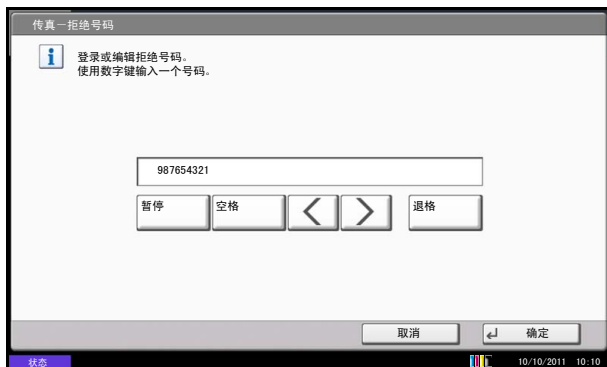 传真－拒绝号码
登录或编辑拒绝号码。
使用数字键输入一个号码。
987654321
暂停 空格 退格
取消 确定
状态 10/10/2011 10:10